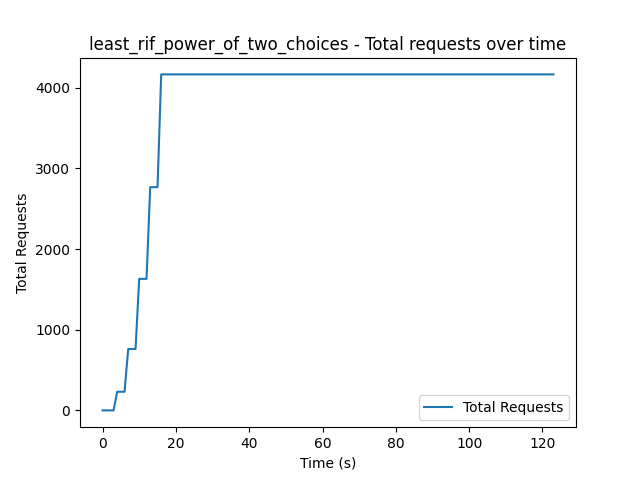 least_rif_power_of_two_choices - Total requests over time
Total Requests
4000
3000
2000
1000
0
0 20 40 60 80 100 120
Time (s)
Total Requests